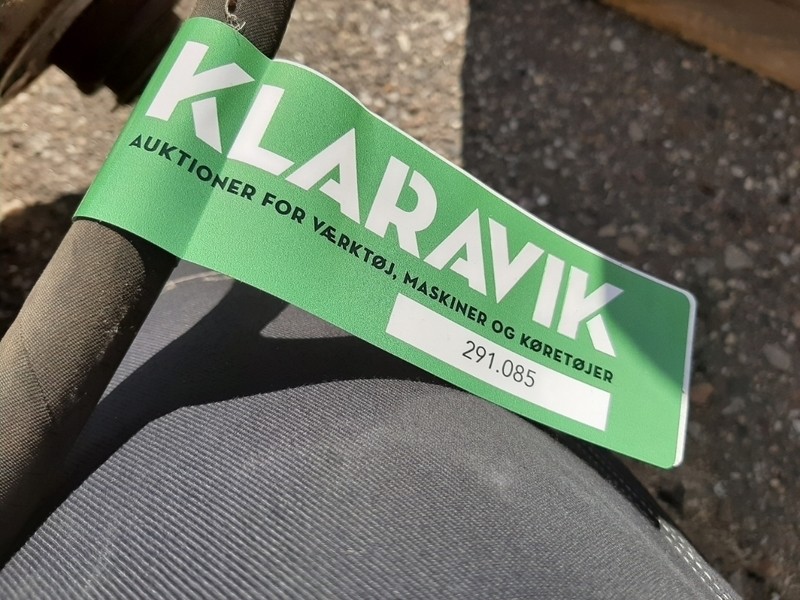 KLARAVIK
AUKTIONER FOR VÆRKTØJ, MASKINER OG KØRETØJER
291.085